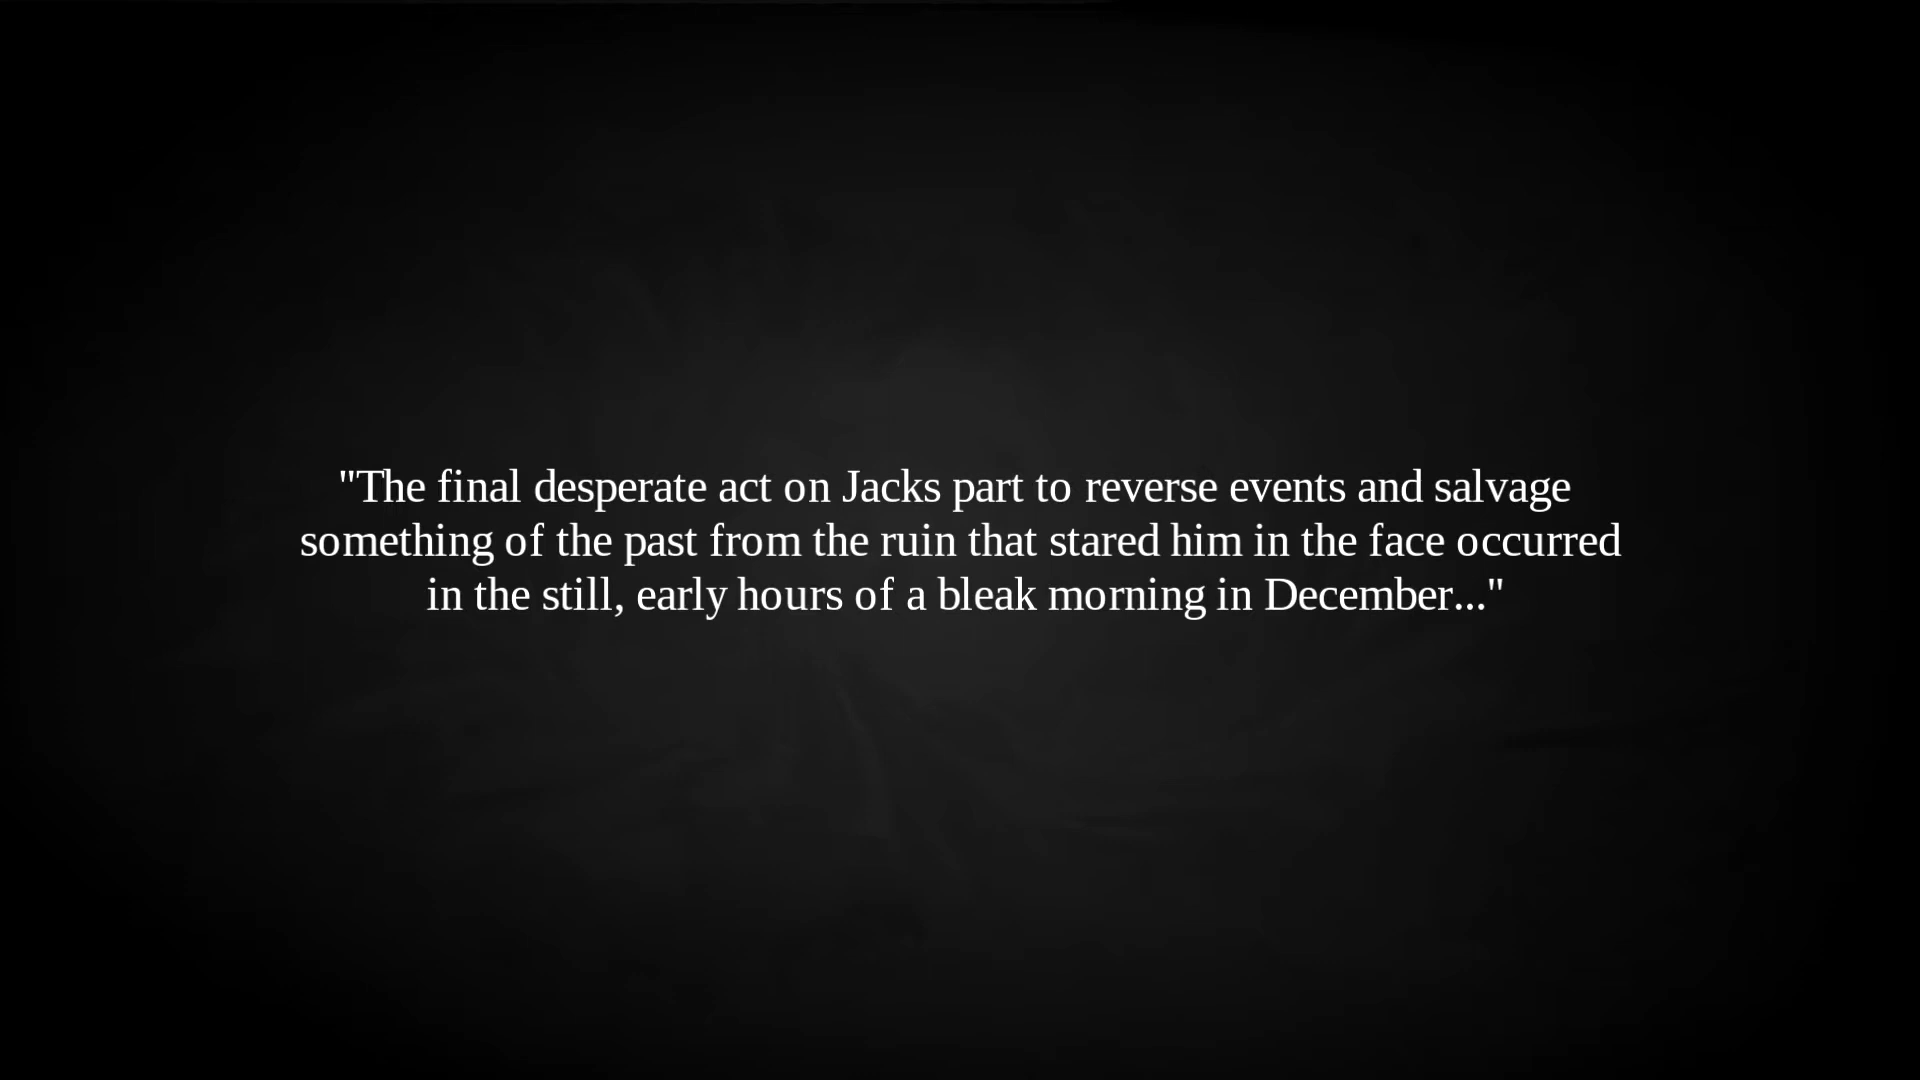 "The final desperate act on Jacks part to reverse events and salvage
something of the past from the ruin that stared him in the face occurred
in the still, early hours of a bleak morning in December..."